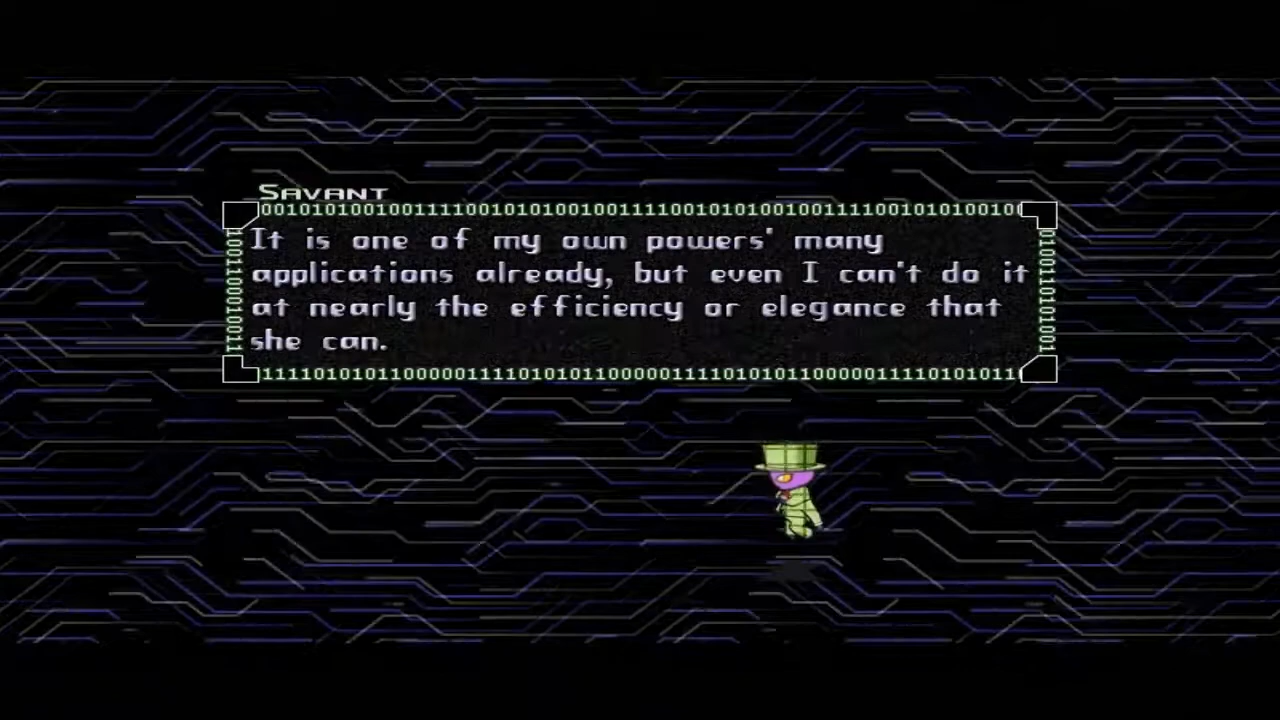 Savant
00101010010011110010101001001111001010100100111100101010010
It is one of my own powers' many
applications already, but even I can't do it
at nearly the efficiency or elegance that
she can.